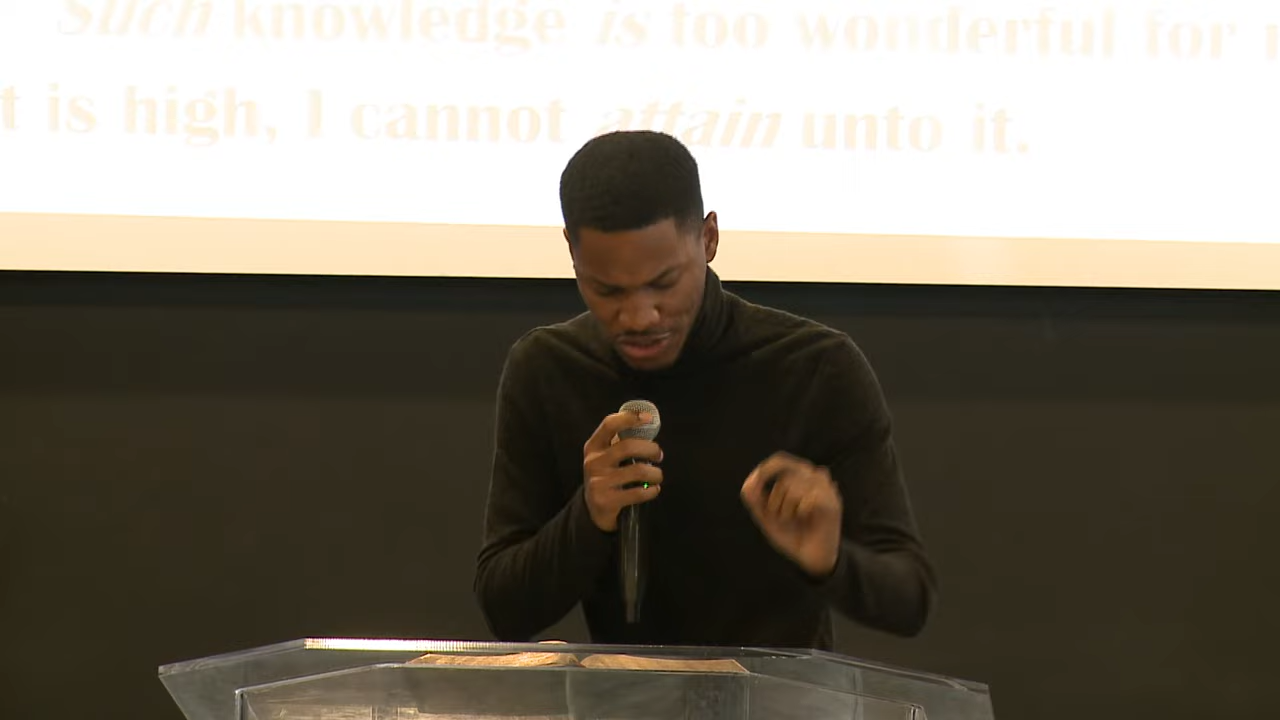 Such knowledge is too wonderful for
t is high, I cannot attain unto it.